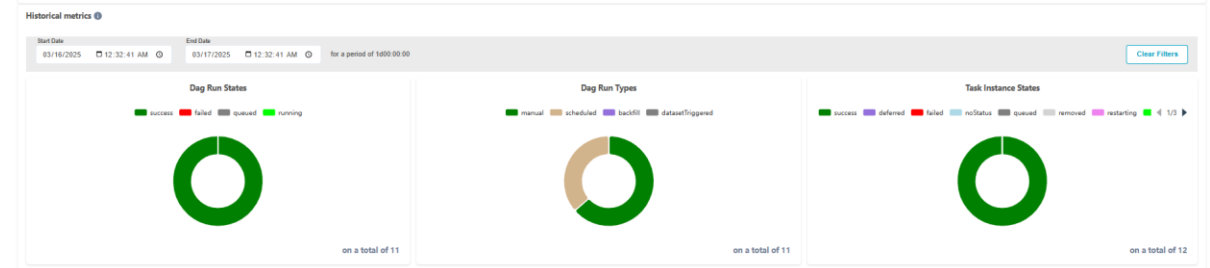 Historical metrics
Start Date
03/16/2025 12:32:41 AM
End Date
03/17/2025 12:32:41 AM
for a period of 1d00:00:00
Clear Filters
Dag Run States
success failed queued running
on a total of 11
Dag Run Types
manual scheduled backfill datasetTriggered
on a total of 11
Task Instance States
success deferred failed noStatus queued removed restarting 1/3
on a total of 12